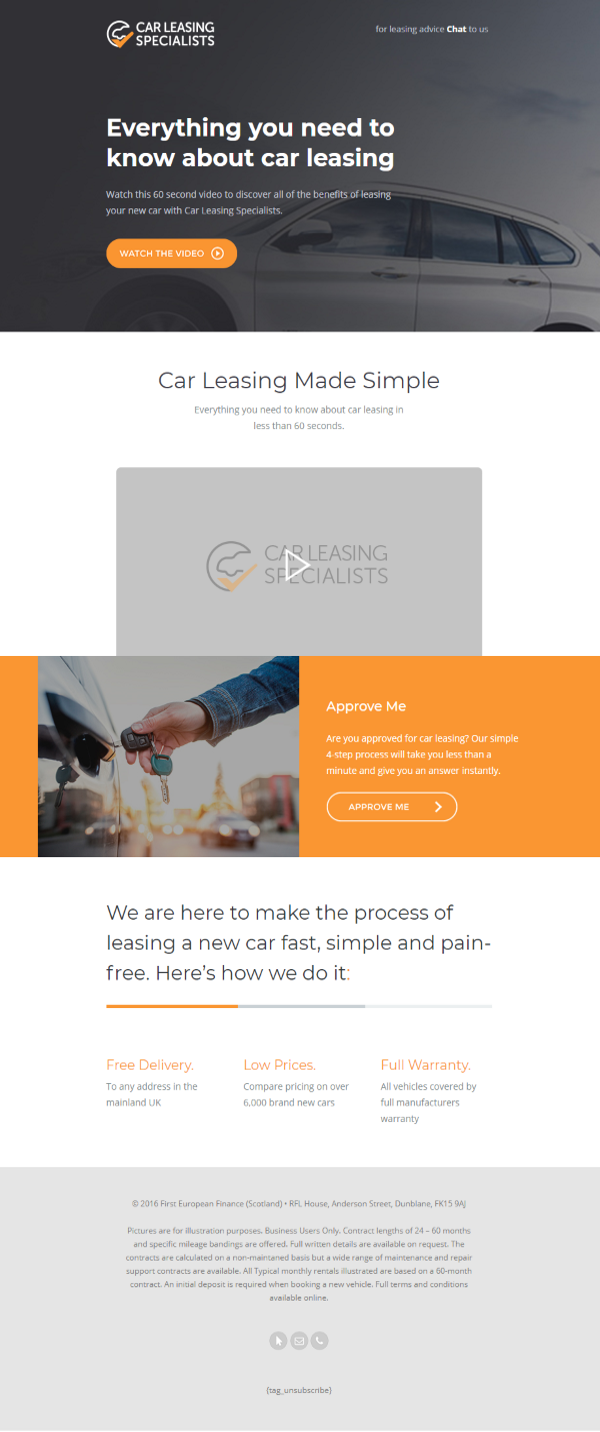 CAR LEASING
SPECIALISTS
for leasing advice Chat to us
Everything you need to
know about car leasing
Watch this 60 second video to discover all of the benefits of leasing
your new car with Car Leasing Specialists.
WATCH THE VIDEO
Car Leasing Made Simple
Everything you need to know about car leasing in
less than 60 seconds.
CAR LEASING
SPECIALISTS
Approve Me
Are you approved for car leasing? Our simple
4-step process will take you less than a
minute and give you an answer instantly.
APPROVE ME
We are here to make the process of
leasing a new car fast, simple and pain-
free. Here's how we do it:
Free Delivery.
To any address in the
mainland UK
Low Prices.
Compare pricing on over
6,000 brand new cars
Full Warranty.
All vehicles covered by
full manufacturers
warranty
© 2016 First European Finance (Scotland) • RFL House, Anderson Street, Dunblane, FK15 9AJ
Pictures are for illustration purposes. Business Users Only. Contract lengths of 24 – 60 months
and specific mileage bandings are offered. Full written details are available on request. The
contracts are calculated on a non-maintaned basis but a wide range of maintenance and repair
support contracts are available. All Typical monthly rentals illustrated are based on a 60-month
contract. An initial deposit is required when booking a new vehicle. Full terms and conditions
available online.
{tag_unsubscribe}